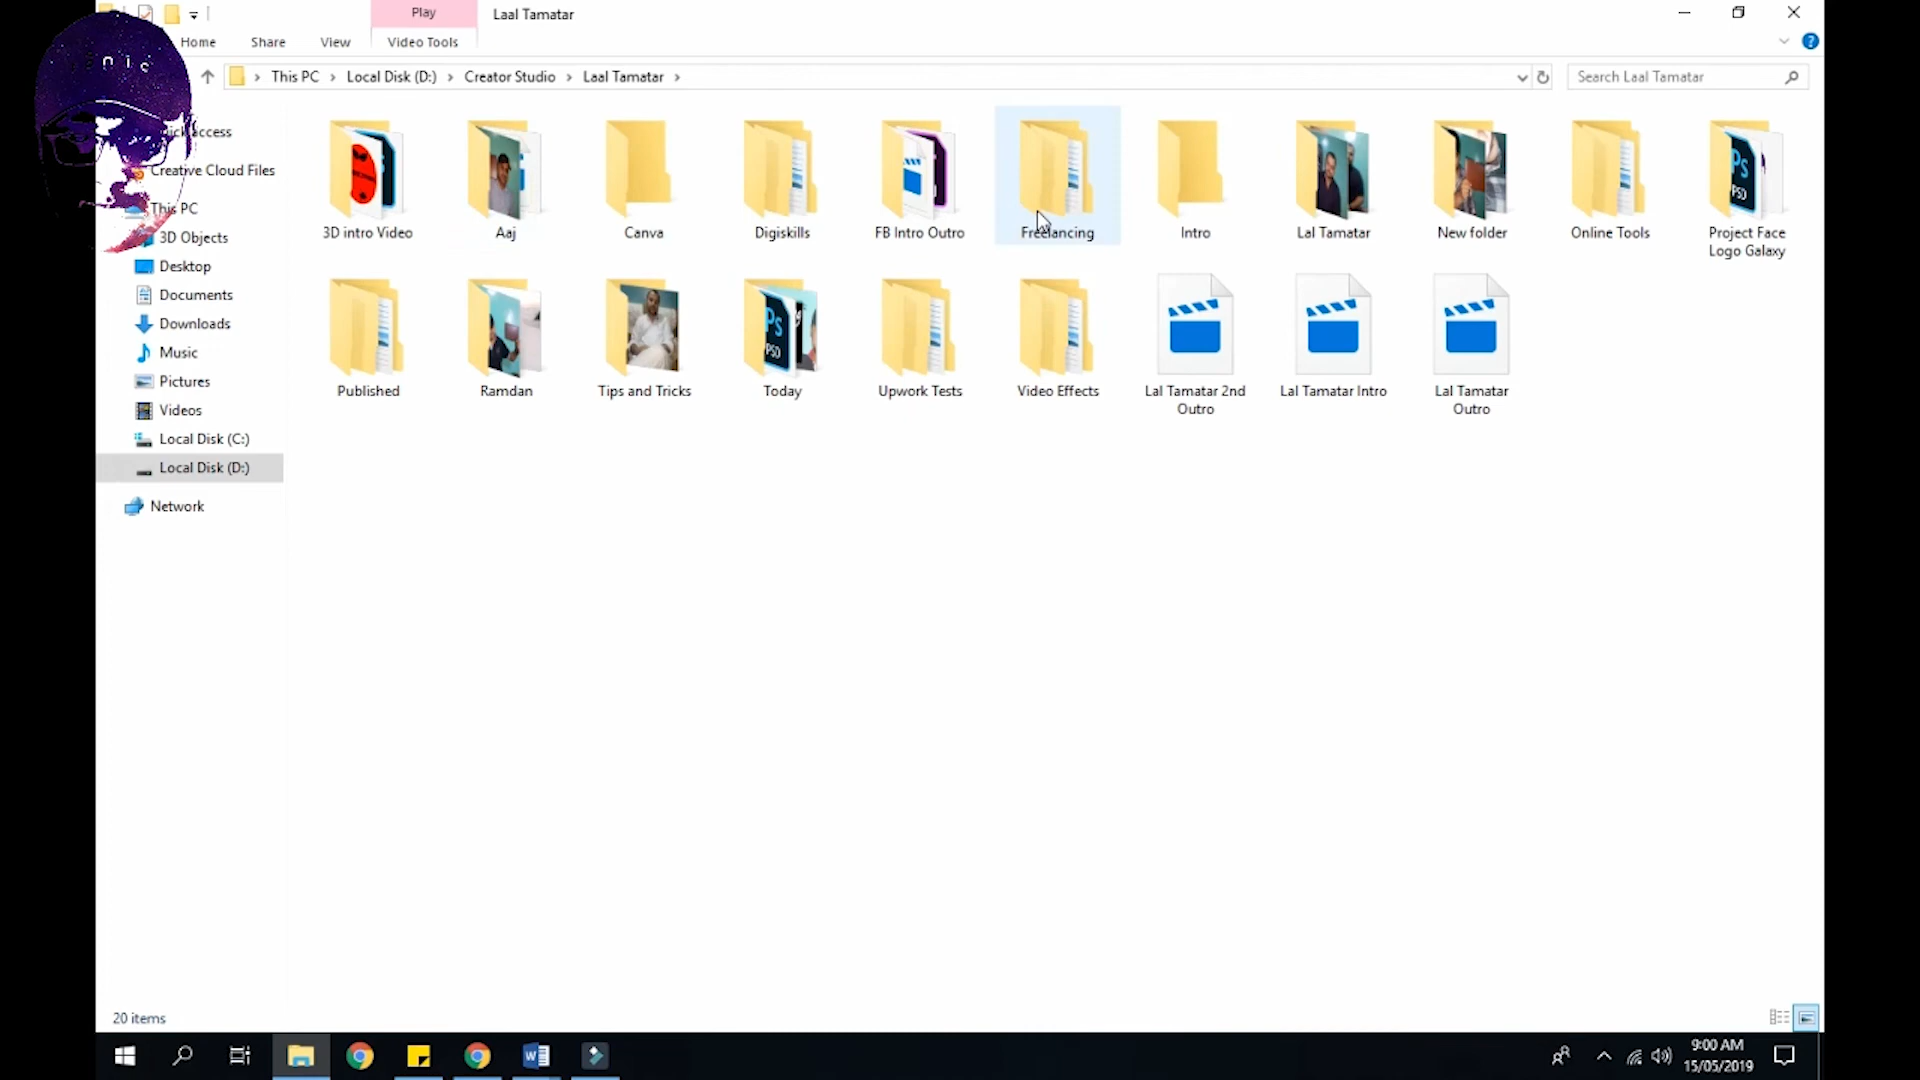 Play
Laal Tamatar
Home
Share
View
Video Tools
This PC
Local Disk (D:)
Creator Studio
Laal Tamatar
Search Laal Tamatar
Creative Cloud Files
This PC
3D Objects
Desktop
Documents
Downloads
Music
Pictures
Videos
Local Disk (C:)
Local Disk (D:)
Network
3D intro Video
Aaj
Canva
Digiskills
FB Intro Outro
Freelancing
Intro
Lal Tamatar
New folder
Online Tools
Project Face
Logo Galaxy
Published
Ramdan
Tips and Tricks
Today
Upwork Tests
Video Effects
Lal Tamatar 2nd
Outro
Lal Tamatar Intro
Lal Tamatar
Outro
Ps
PSD
Ps
PSD
20 items
9:00 AM
15/05/2019